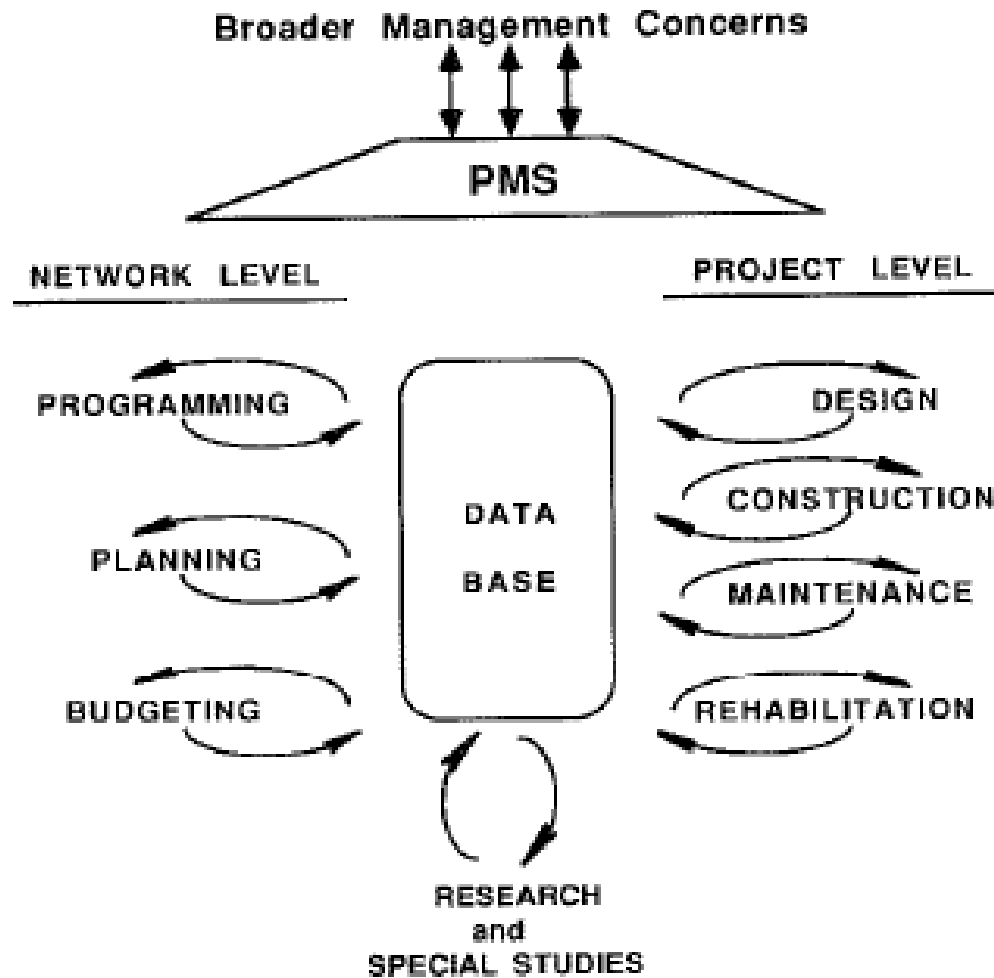 Broader Management Concerns
PMS
NETWORK LEVEL
PROJECT LEVEL
PROGRAMMING
PLANNING
BUDGETING
DATA
BASE
DESIGN
CONSTRUCTION
MAINTENANCE
REHABILITATION
RESEARCH
and
SPECIAL STUDIES